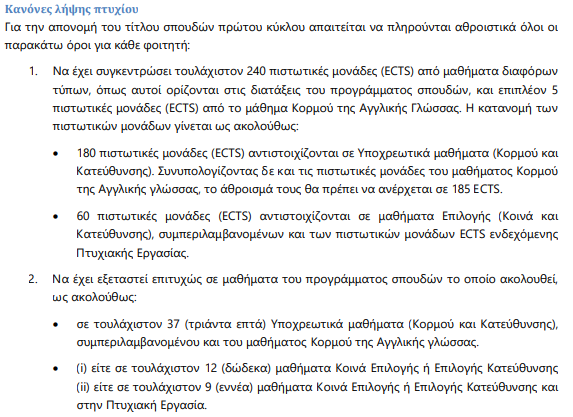 Κανόνες λήψης πτυχίου
Για την απονομή του τίτλου σπουδών πρώτου κύκλου απαιτείται να πληρούνται αθροιστικά όλοι οι
παρακάτω όροι για κάθε φοιτητή:
1. Να έχει συγκεντρώσει τουλάχιστον 240 πιστωτικές μονάδες (ECTS) από μαθήματα διαφόρων
τύπων, όπως αυτοί ορίζονται στις διατάξεις του προγράμματος σπουδών, και επιπλέον 5
πιστωτικές μονάδες (ECTS) από το μάθημα Κορμού της Αγγλικής Γλώσσας. Η κατανομή των
πιστωτικών μονάδων γίνεται ως ακολούθως:
• 180 πιστωτικές μονάδες (ECTS) αντιστοιχίζονται σε Υποχρεωτικά μαθήματα (Κορμού και
Κατεύθυνσης). Συνυπολογίζοντας δε και τις πιστωτικές μονάδες του μαθήματος Κορμού
της Αγγλικής γλώσσας, το άθροισμά τους θα πρέπει να ανέρχεται σε 185 ECTS.
• 60 πιστωτικές μονάδες (ECTS) αντιστοιχίζονται σε μαθήματα Επιλογής (Κοινά και
Κατεύθυνσης), συμπεριλαμβανομένων και των πιστωτικών μονάδων ECTS ενδεχόμενης
Πτυχιακής Εργασίας.
2. Να έχει εξεταστεί επιτυχώς σε μαθήματα του προγράμματος σπουδών το οποίο ακολουθεί,
ως ακολούθως:
• σε τουλάχιστον 37 (τριάντα επτά) Υποχρεωτικά μαθήματα (Κορμού και Κατεύθυνσης),
συμπεριλαμβανομένου και του μαθήματος Κορμού της Αγγλικής γλώσσας.
• (i) είτε σε τουλάχιστον 12 (δώδεκα) μαθήματα Κοινά Επιλογής ή Επιλογής Κατεύθυνσης
(ii) είτε σε τουλάχιστον 9 (εννέα) μαθήματα Κοινά Επιλογής ή Επιλογής Κατεύθυνσης και
στην Πτυχιακή Εργασία.